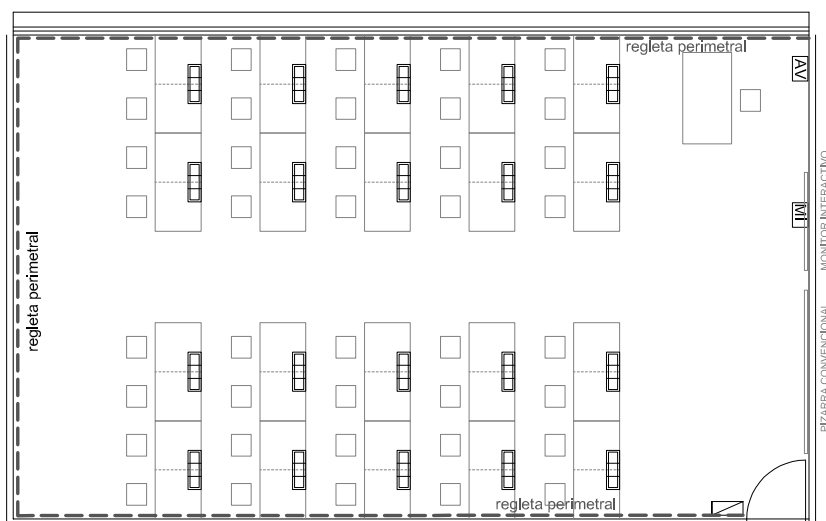 regleta perimetral
AV
MONITOR INTERACTIVO
MI
regleta perimetral
PIZARRA CONVENCIONAL
regleta perimetral